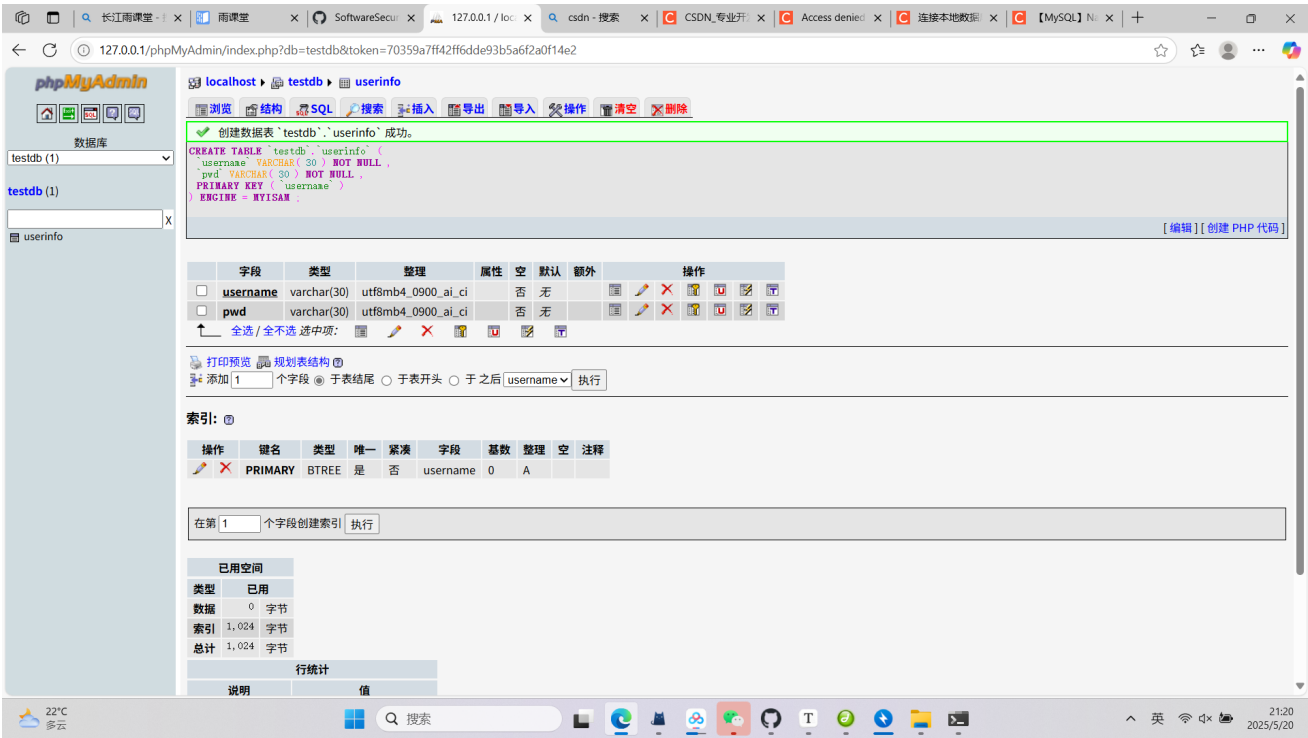 长江雨课堂 -
雨课堂
SoftwareSecur
127.0.0.1 / loc
csdn - 搜索
CSDN_专业开
Access denied
连接本地数据
【MySQL】Na
127.0.0.1/phpMyAdmin/index.php?db=testdb&token=70359a7ff42ff6dde93b5a6f2a0f14e2
phpMyAdmin
数据库
testdb (1)
testdb (1)
X
userinfo
localhost ▸ testdb ▸ userinfo
浏览 结构 SQL 搜索 插入 导出 导入 操作 清空 删除
创建数据表 `testdb`.`userinfo` 成功。
CREATE TABLE `testdb`.`userinfo` (
`username` VARCHAR( 30 ) NOT NULL ,
`pwd` VARCHAR( 30 ) NOT NULL ,
PRIMARY KEY ( `username` )
) ENGINE = MYISAM ;
[ 编辑 ] [ 创建 PHP 代码 ]
字段 类型 整理 属性 空 默认 额外 操作
username varchar(30) utf8mb4_0900_ai_ci 否 无
pwd varchar(30) utf8mb4_0900_ai_ci 否 无
全选 / 全不选 选中项:
打印预览 规划表结构
添加 1 个字段 于表结尾 于表开头 于 之后 username 执行
索引:
操作 键名 类型 唯一 紧凑 字段 基数 整理 空 注释
PRIMARY BTREE 是 否 username 0 A
在第 1 个字段创建索引 执行
已用空间
类型 已用
数据 0 字节
索引 1,024 字节
总计 1,024 字节
行统计
说明 值
22°C
多云
搜索
英
21:20
2025/5/20